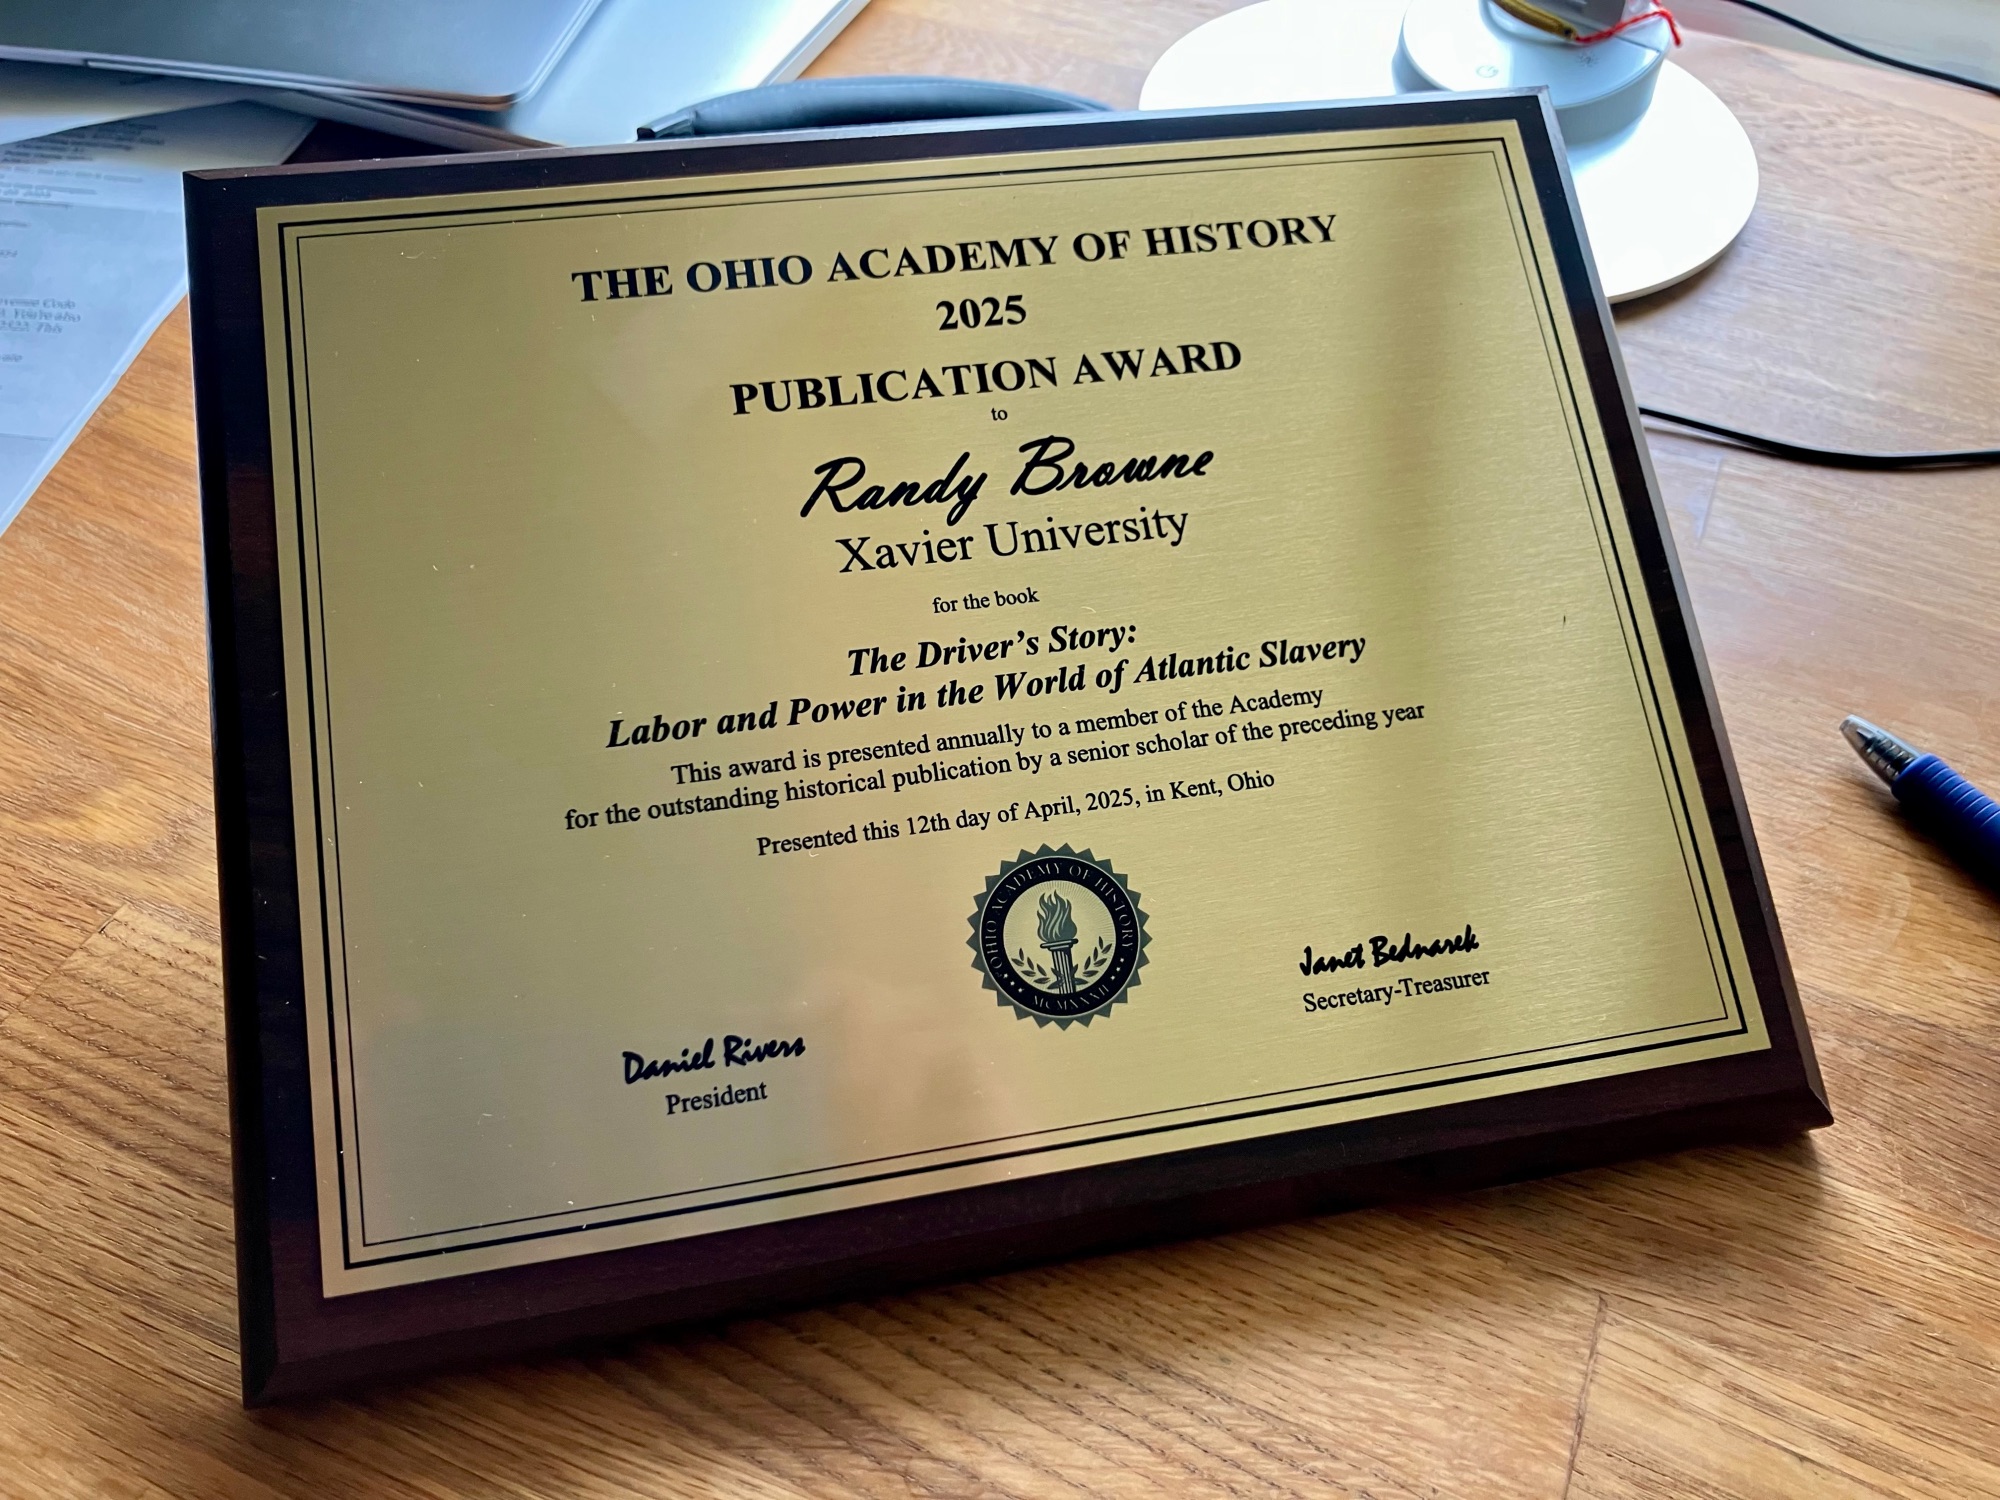 THE OHIO ACADEMY OF HISTORY
2025
PUBLICATION AWARD
to
Randy Browne
Xavier University
for the book
The Driver's Story:
Labor and Power in the World of Atlantic Slavery
This award is presented annually to a member of the Academy
for the outstanding historical publication by a senior scholar of the preceding year
Presented this 12th day of April, 2025, in Kent, Ohio
OHIO ACADEMY OF HISTORY
MCMXXXII
Janet Bednarek
Secretary-Treasurer
Daniel Rivers
President